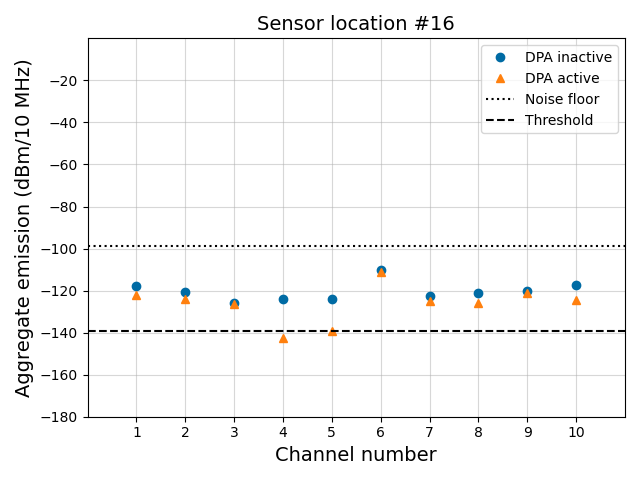 Sensor location #16
DPA inactive
DPA active
Noise floor
Threshold
Aggregate emission (dBm/10 MHz)
−20
−40
−60
−80
−100
−120
−140
−160
−180
1 2 3 4 5 6 7 8 9 10
Channel number